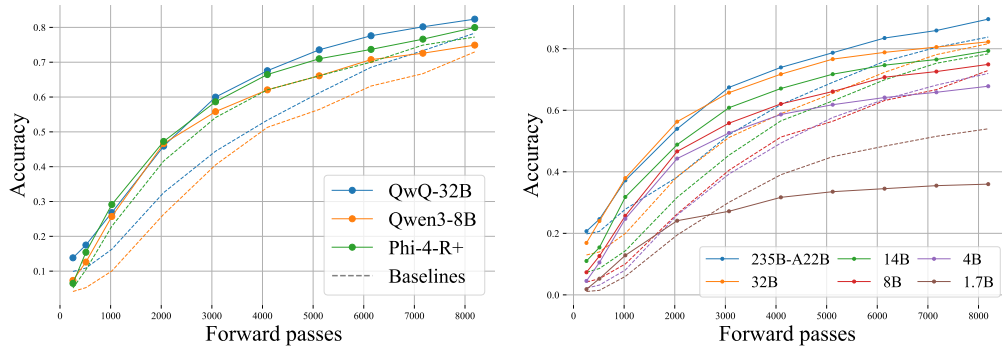 Accuracy
0.8
0.7
0.6
0.5
0.4
0.3
0.2
0.1
0 1000 2000 3000 4000 5000 6000 7000 8000
Forward passes
QwQ-32B
Qwen3-8B
Phi-4-R+
Baselines
Accuracy
0.8
0.6
0.4
0.2
0.0
0 1000 2000 3000 4000 5000 6000 7000 8000
Forward passes
235B-A22B 14B 4B
32B 8B 1.7B